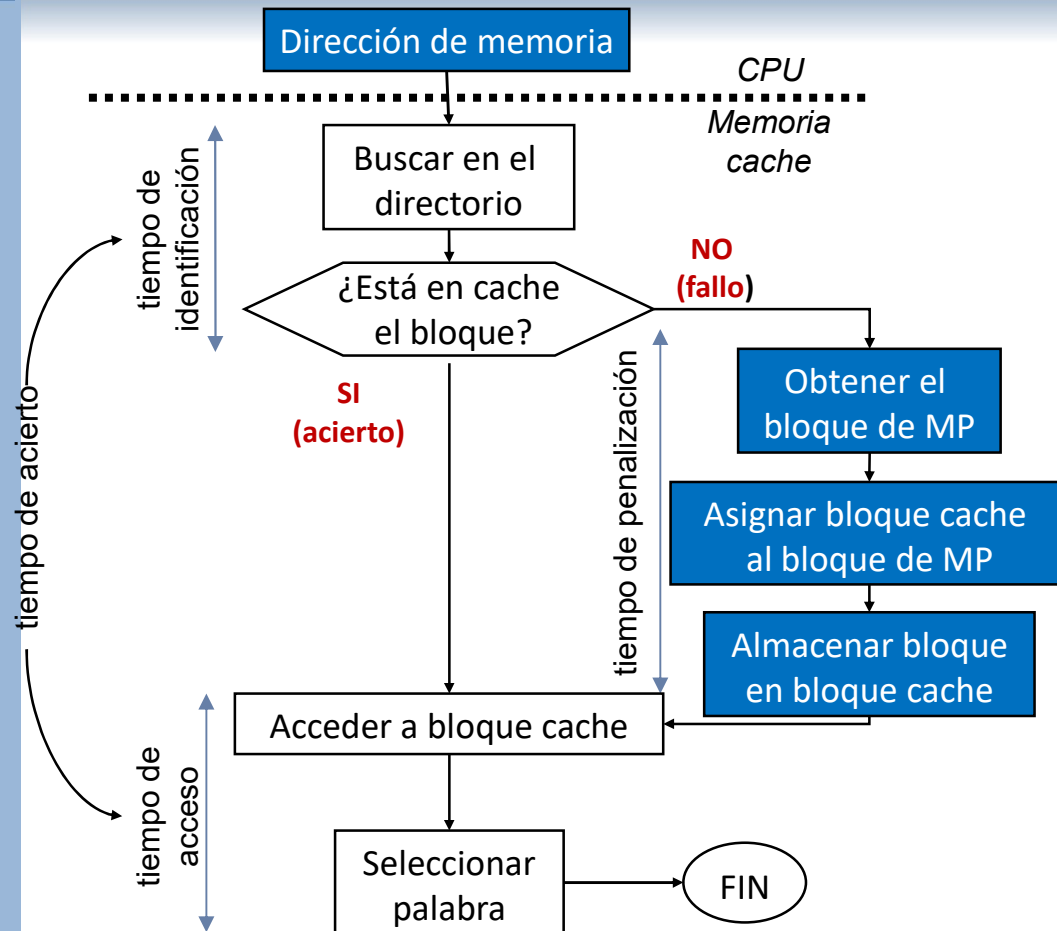 Dirección de memoria
CPU
Memoria
cache
Buscar en el
directorio
tiempo de
identificación
¿Está en cache
el bloque?
NO
(fallo)
SI
(acierto)
tiempo de acierto
tiempo de penalización
Obtener el
bloque de MP
Asignar bloque cache
al bloque de MP
Almacenar bloque
en bloque cache
Acceder a bloque cache
tiempo de
acceso
Seleccionar
palabra
FIN